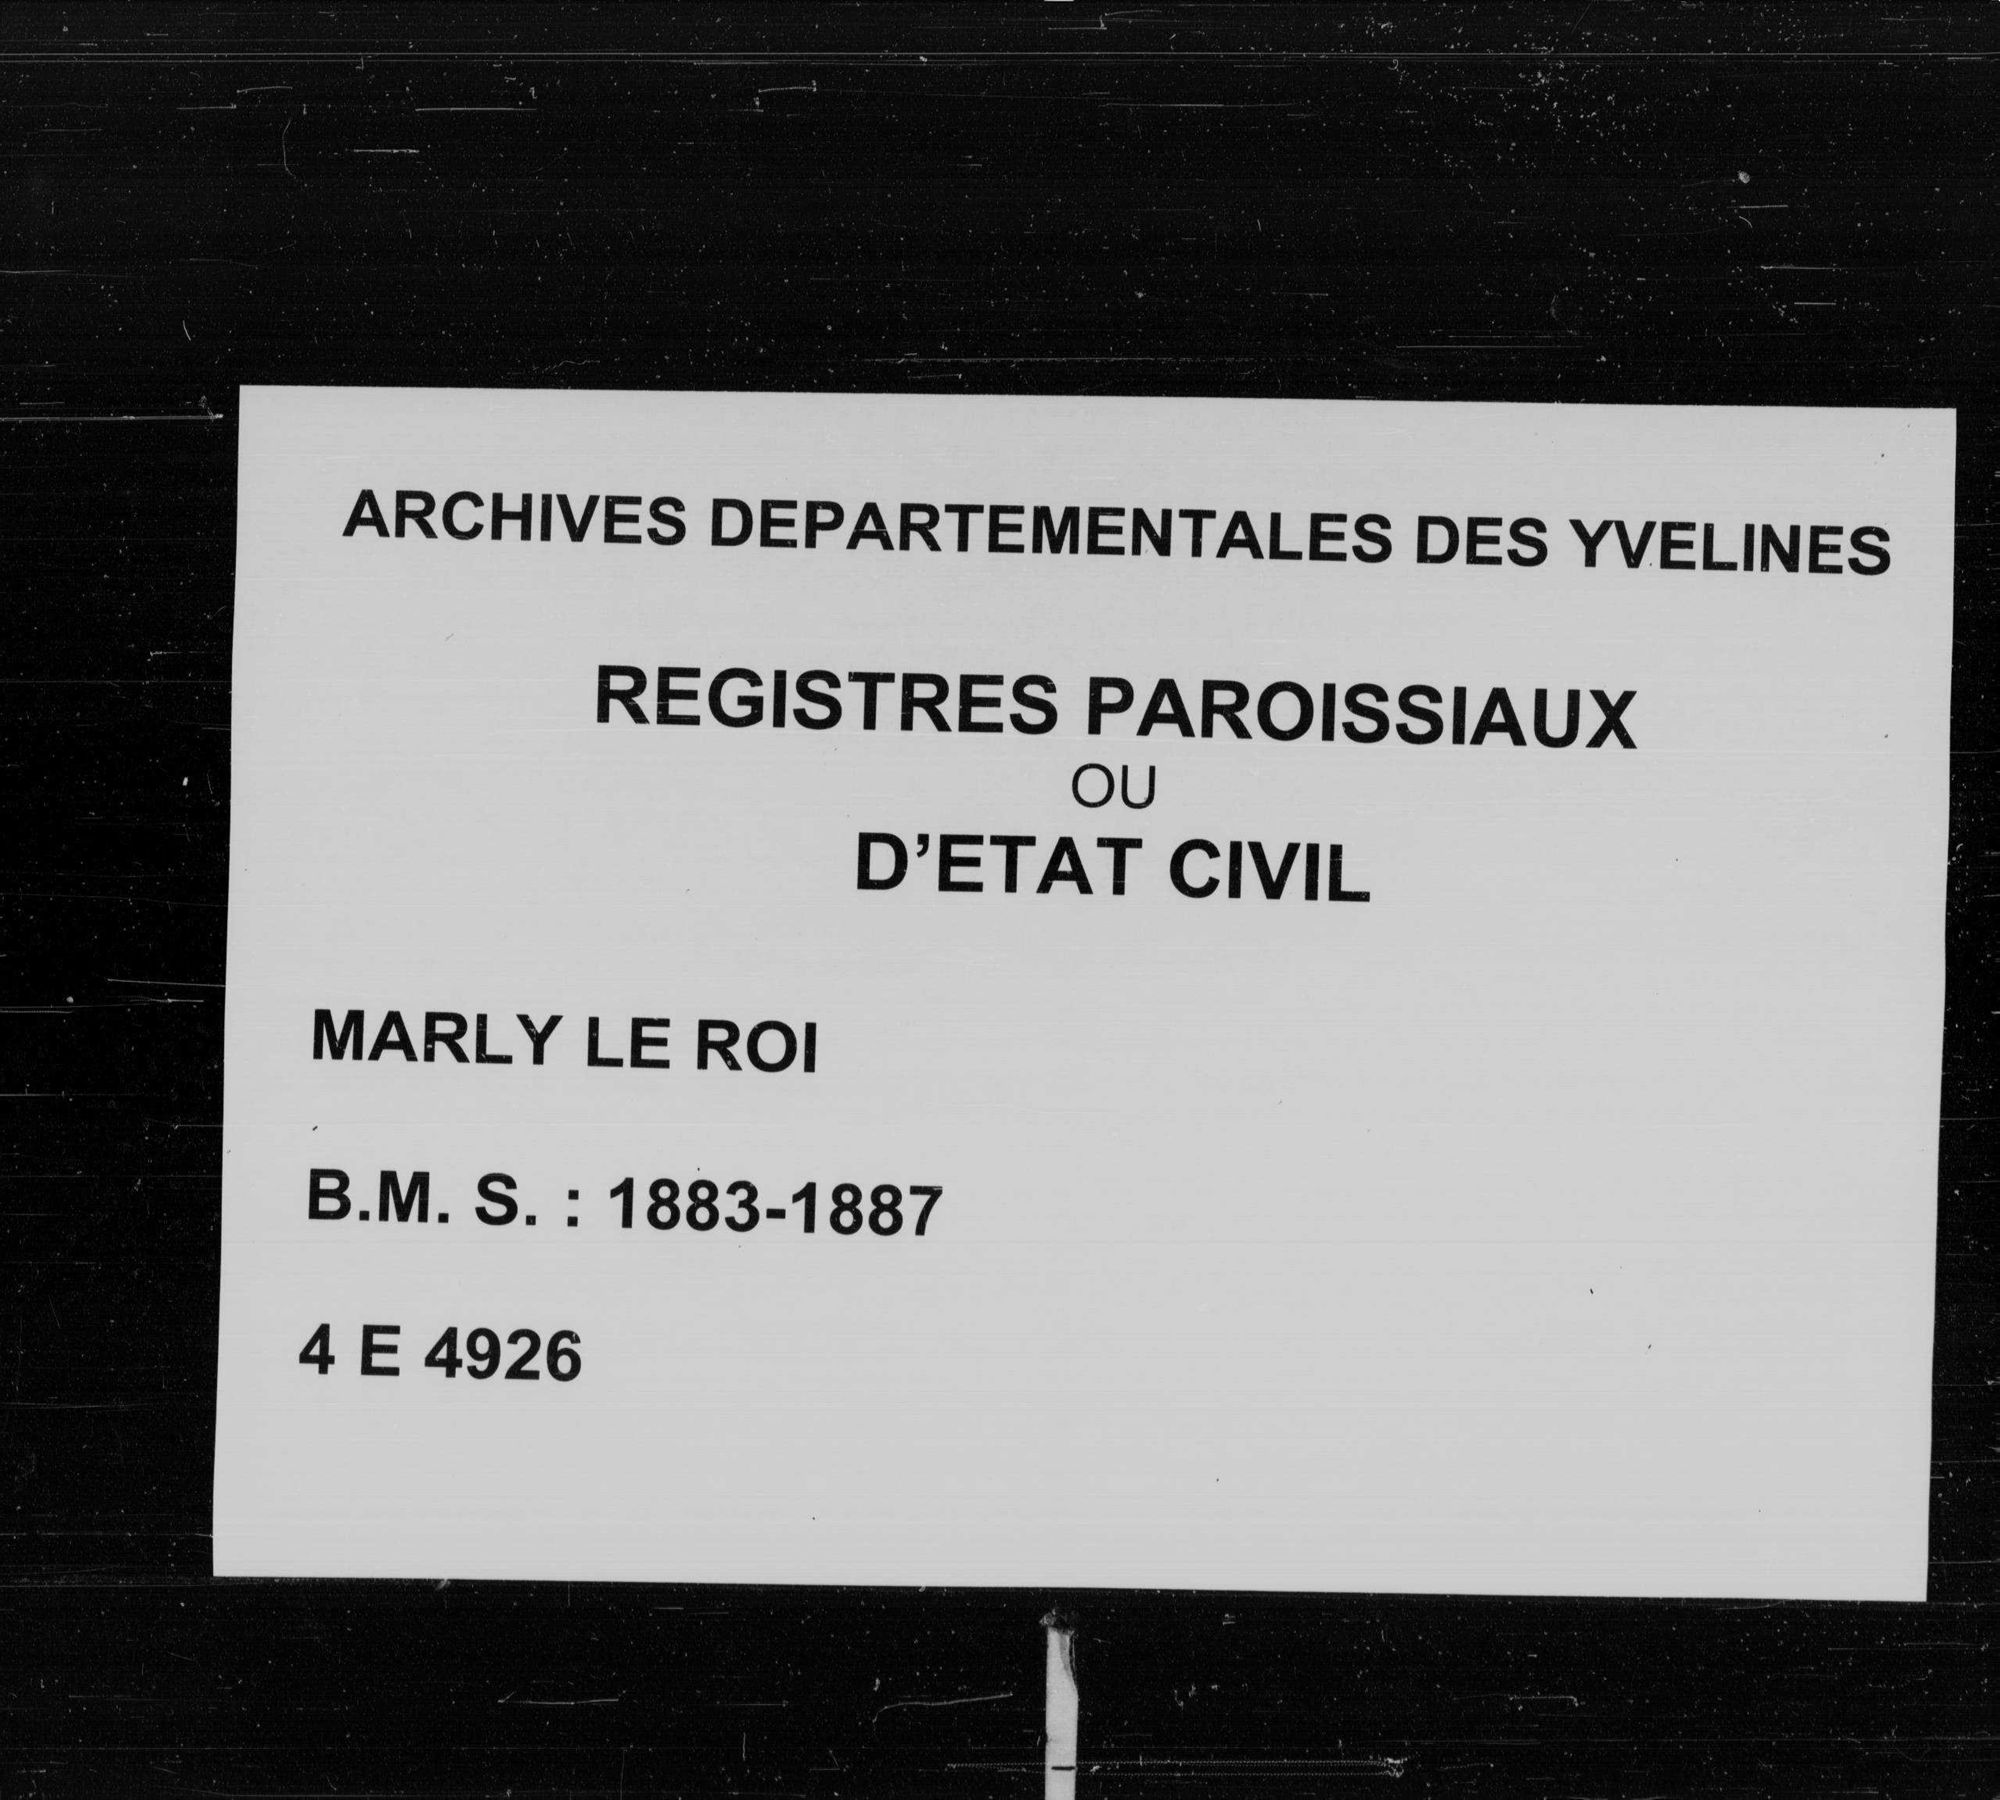 ARCHIVES DEPARTEMENTALES DES YVELINES
REGISTRES PAROISSIAUX
OU
D’ETAT CIVIL
MARLY LE ROI
B.M. S. : 1883-1887
4 E 4926